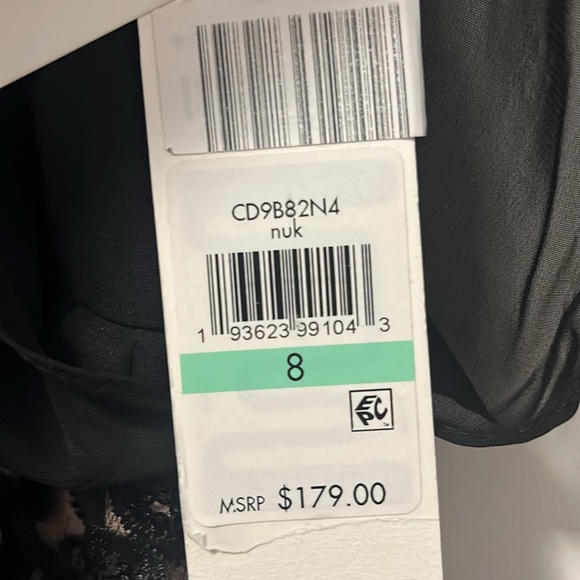 CD9B82N4
nuk
1 93623 99104 3
8
EPC
MSRP $179.00